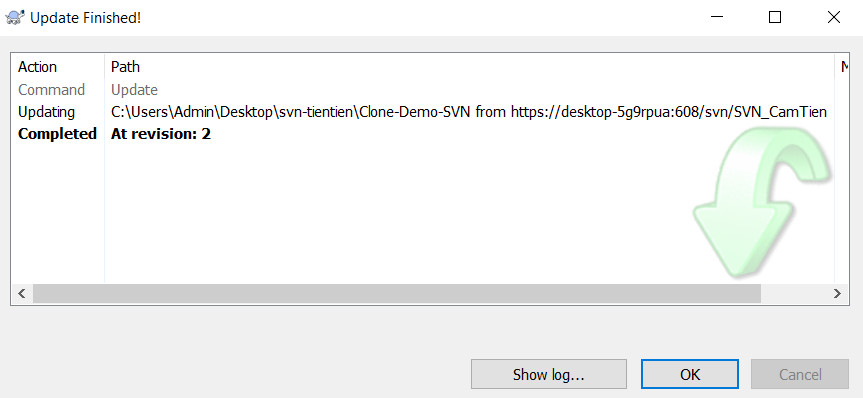 Update Finished!
Action Path
Command Update
Updating C:\Users\Admin\Desktop\svn-tientien\Clone-Demo-SVN from https://desktop-5g9rpua:608/svn/SVN_CamTien
Completed At revision: 2
Show log... OK Cancel